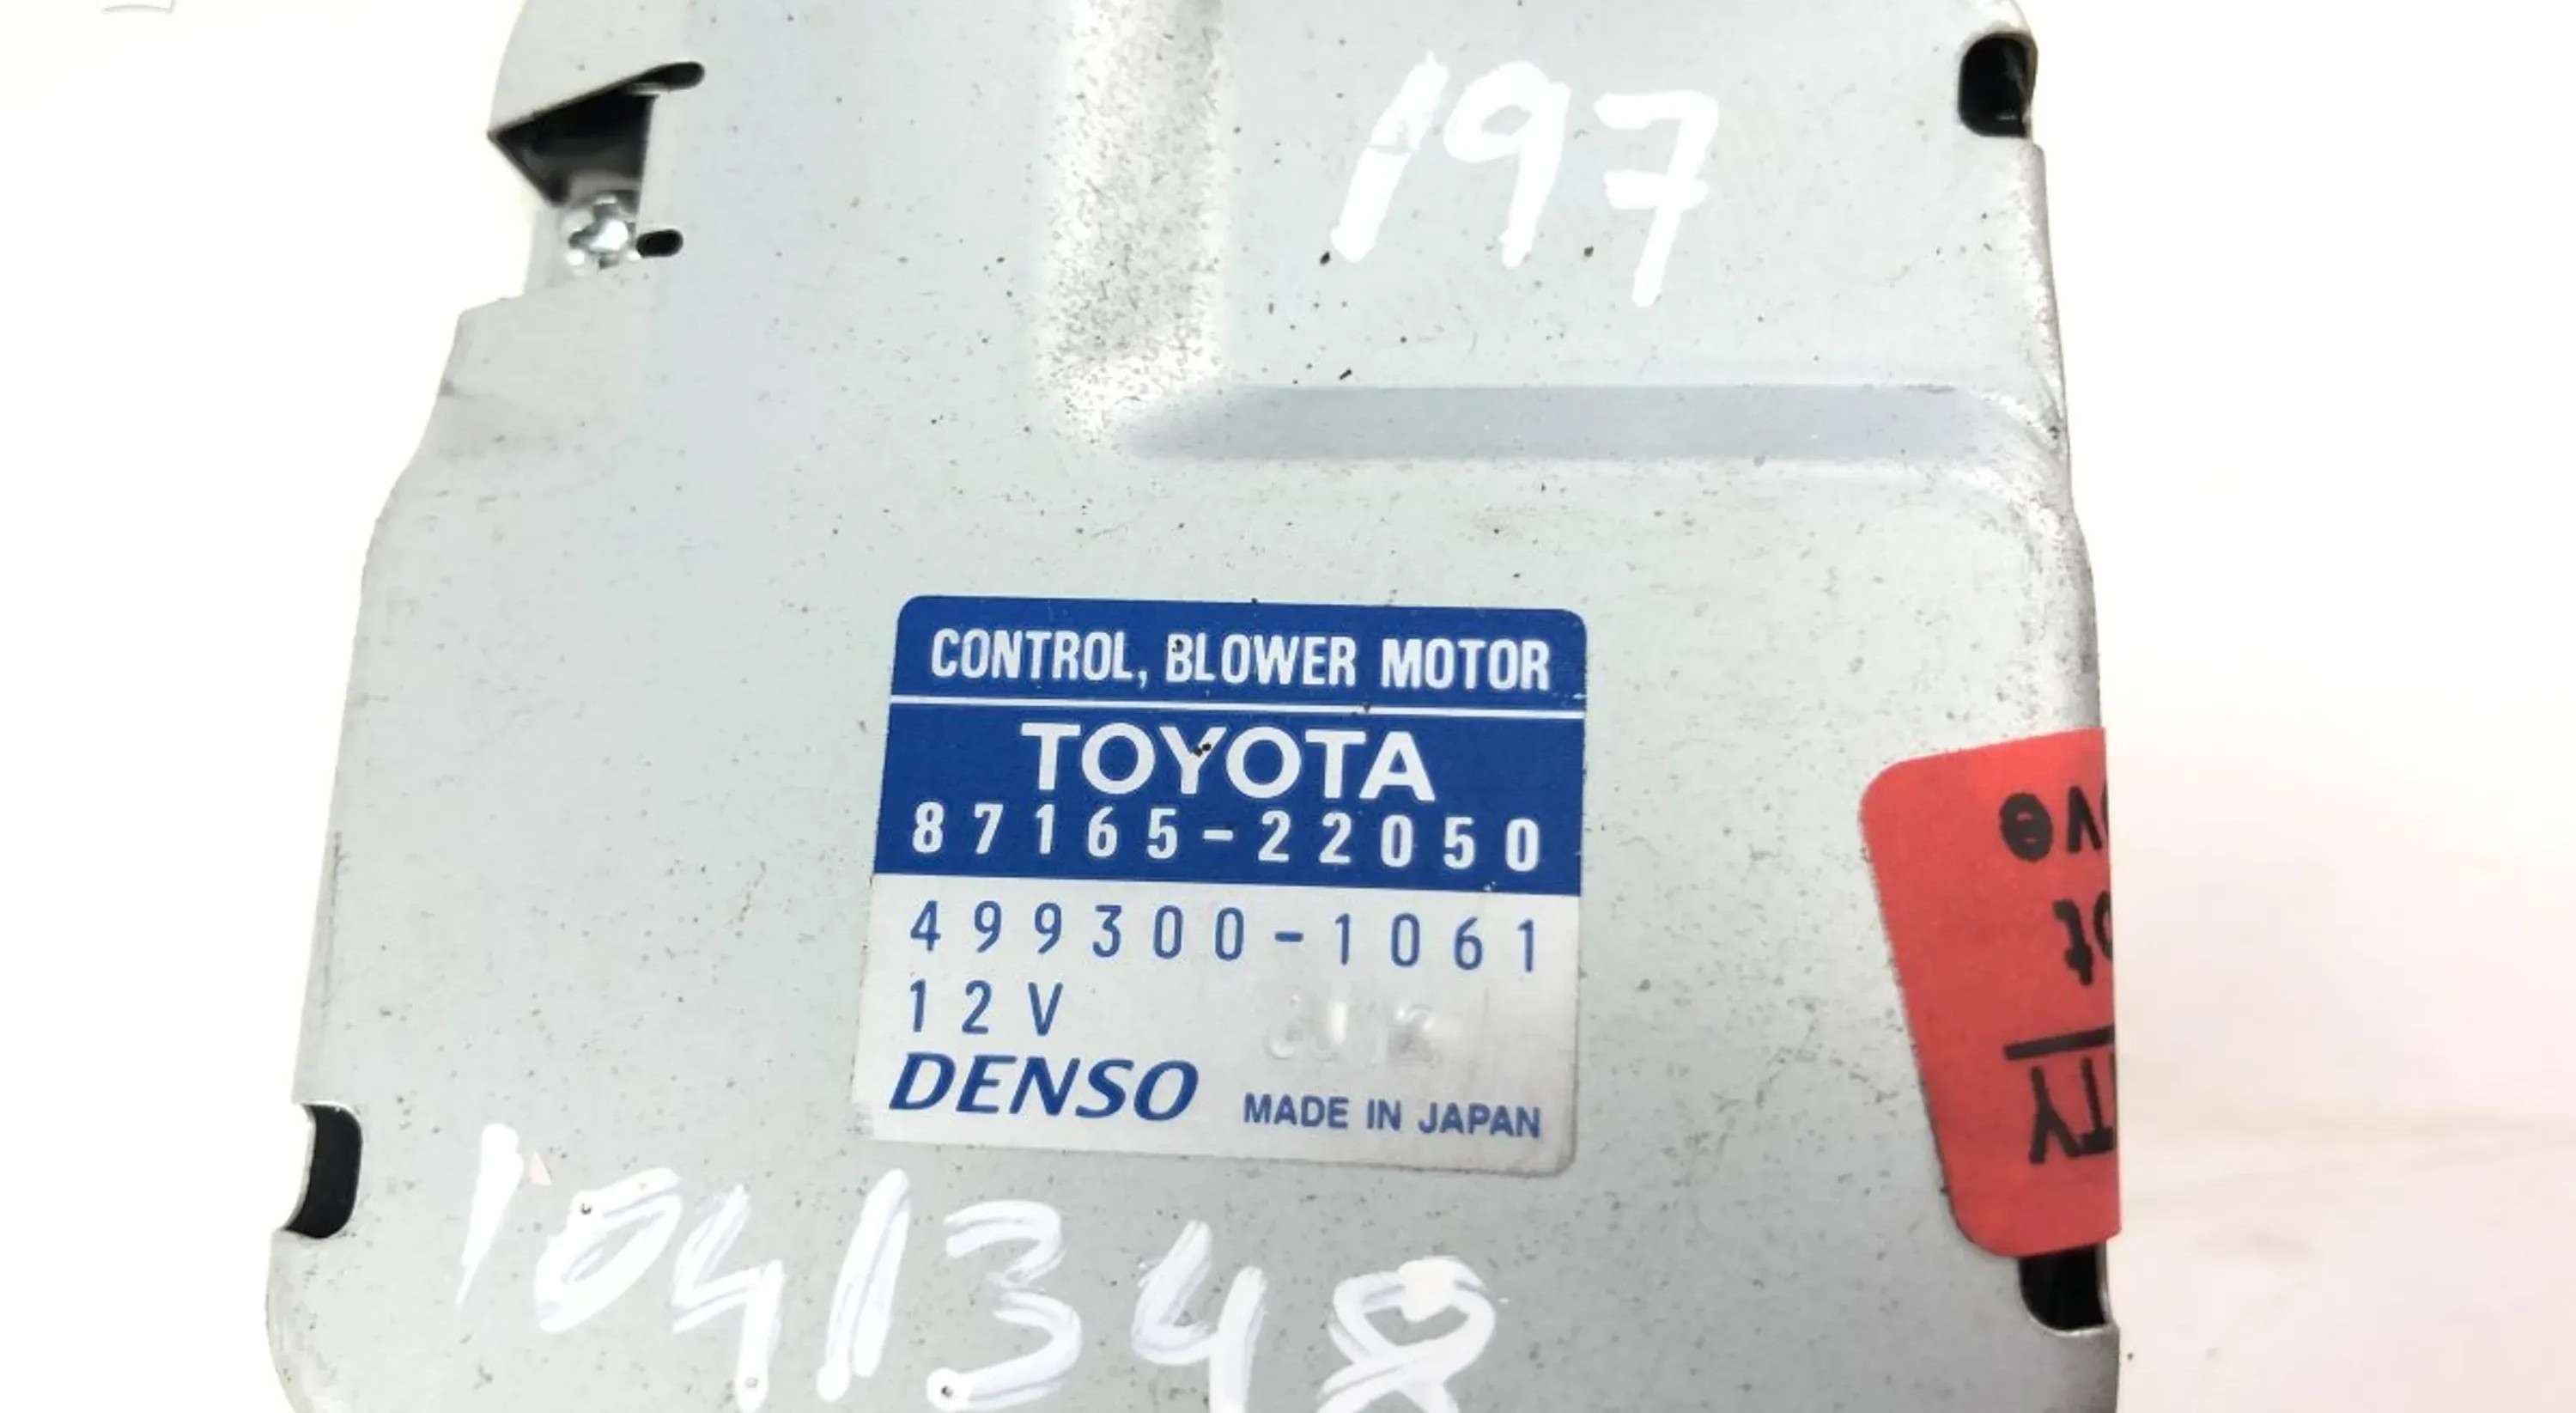 197
CONTROL, BLOWER MOTOR
TOYOTA
87165-22050
499300-1061
12V
DENSO MADE IN JAPAN
1041348